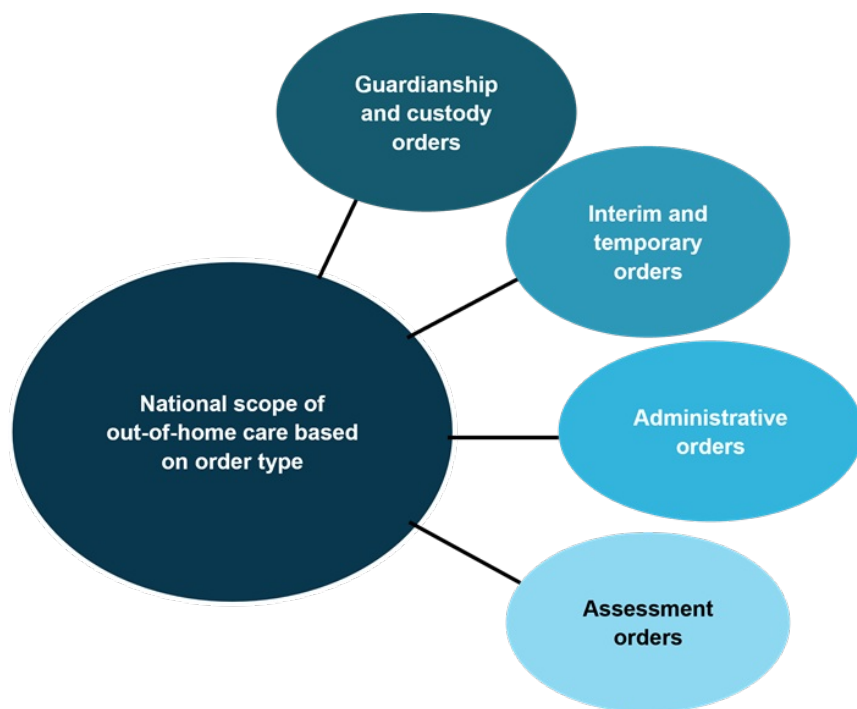 Guardianship
and custody
orders
Interim and
temporary
orders
National scope of
out-of-home care based
on order type
Administrative
orders
Assessment
orders